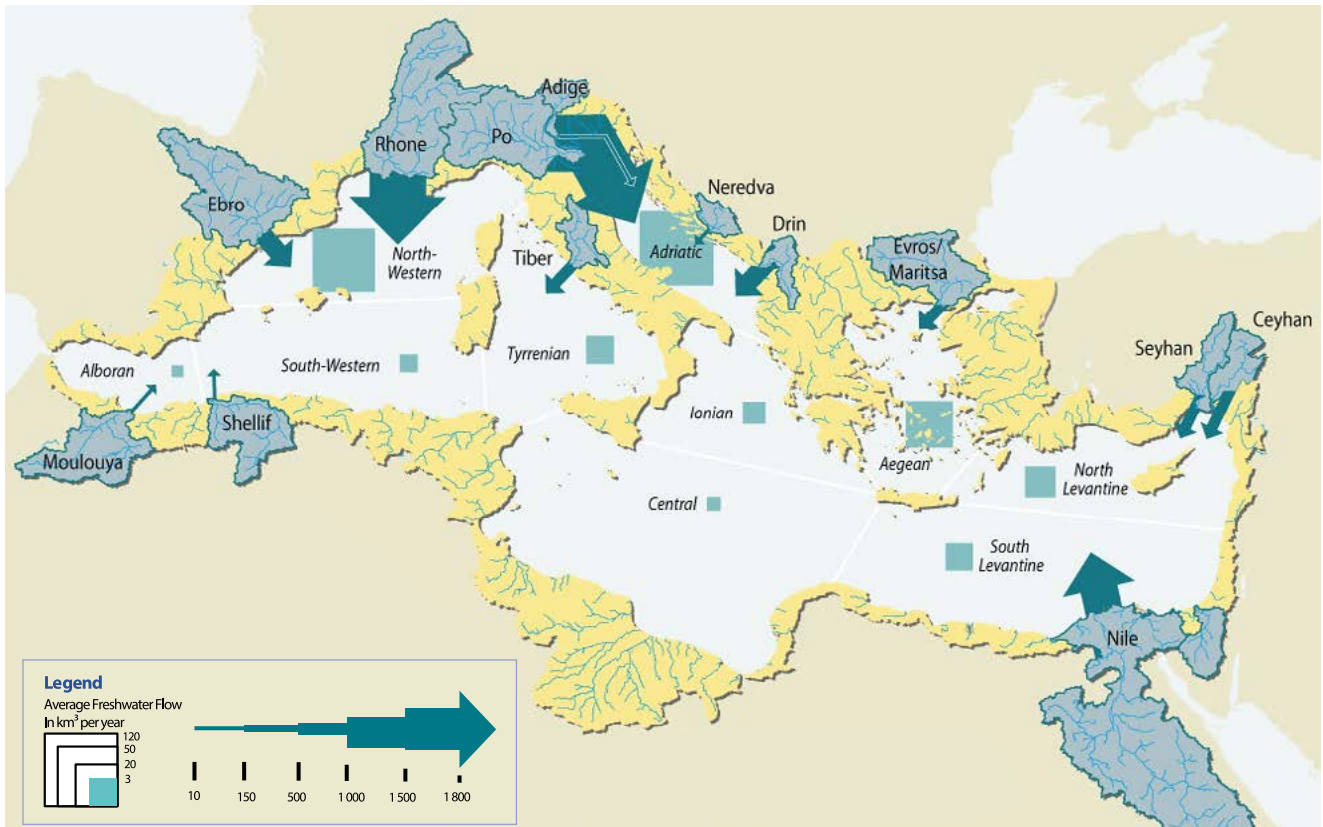 Adige
Rhone
Po
Ebro
Neredva
Drin
Evros/
Maritsa
North-
Western
Tiber
Adriatic
Ceyhan
Seyhan
Alboran
South-Western
Tyrrenian
Ionian
Shellif
Moulouya
Aegean
North
Levantine
Central
South
Levantine
Nile
Legend
Average Freshwater Flow
In km³ per year
120
50
20
3
10
150
500
1 000
1 500
1 800